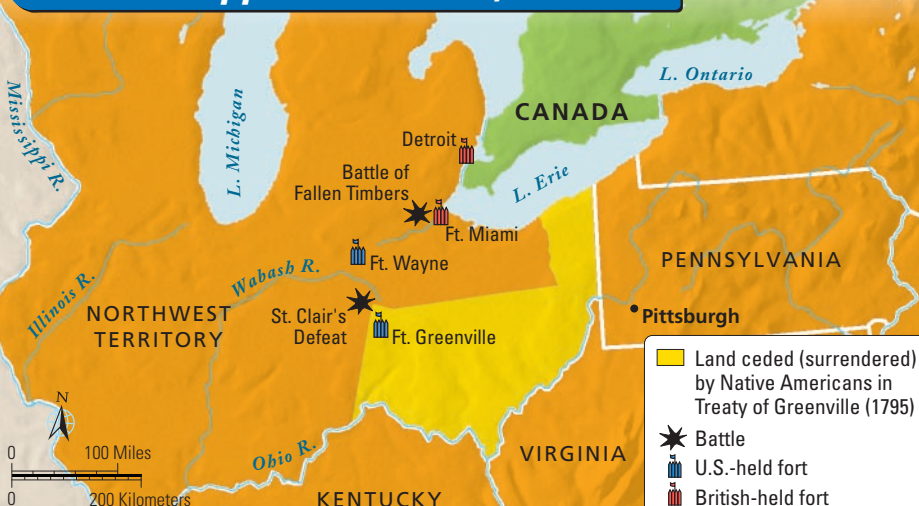 L. Ontario
CANADA
Mississippi R.
L. Michigan
Detroit
Battle of
Fallen Timbers
L. Erie
Ft. Miami
Ft. Wayne
PENNSYLVANIA
Wabash R.
Illinois R.
NORTHWEST
TERRITORY
St. Clair's
Defeat
Ft. Greenville
Pittsburgh
Land ceded (surrendered)
by Native Americans in
Treaty of Greenville (1795)
Battle
U.S.-held fort
British-held fort
N
0 100 Miles
0 200 Kilometers
Ohio R.
VIRGINIA
KENTUCKY